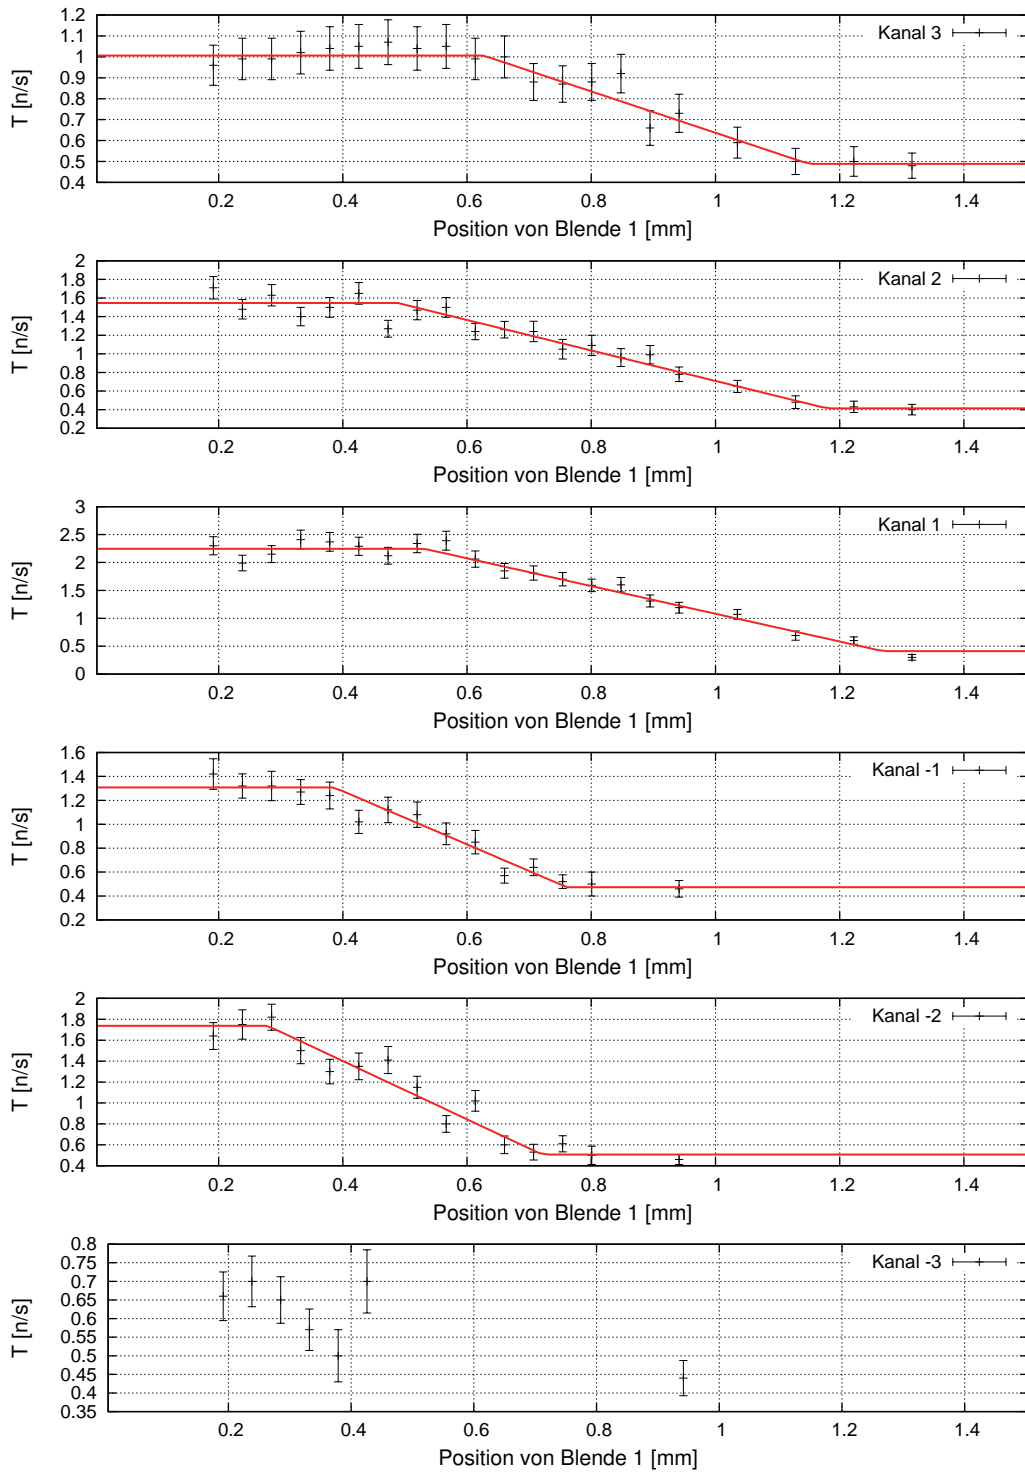 Kanal 3
T [n/s]
1.2
1.1
1
0.9
0.8
0.7
0.6
0.5
0.4
0.2 0.4 0.6 0.8 1 1.2 1.4
Position von Blende 1 [mm]
Kanal 2
T [n/s]
2
1.8
1.6
1.4
1.2
1
0.8
0.6
0.4
0.2
0.2 0.4 0.6 0.8 1 1.2 1.4
Position von Blende 1 [mm]
Kanal 1
T [n/s]
3
2.5
2
1.5
1
0.5
0
0.2 0.4 0.6 0.8 1 1.2 1.4
Position von Blende 1 [mm]
Kanal -1
T [n/s]
1.6
1.4
1.2
1
0.8
0.6
0.4
0.2
0.2 0.4 0.6 0.8 1 1.2 1.4
Position von Blende 1 [mm]
Kanal -2
T [n/s]
2
1.8
1.6
1.4
1.2
1
0.8
0.6
0.4
0.2 0.4 0.6 0.8 1 1.2 1.4
Position von Blende 1 [mm]
Kanal -3
T [n/s]
0.8
0.75
0.7
0.65
0.6
0.55
0.5
0.45
0.4
0.35
0.2 0.4 0.6 0.8 1 1.2 1.4
Position von Blende 1 [mm]